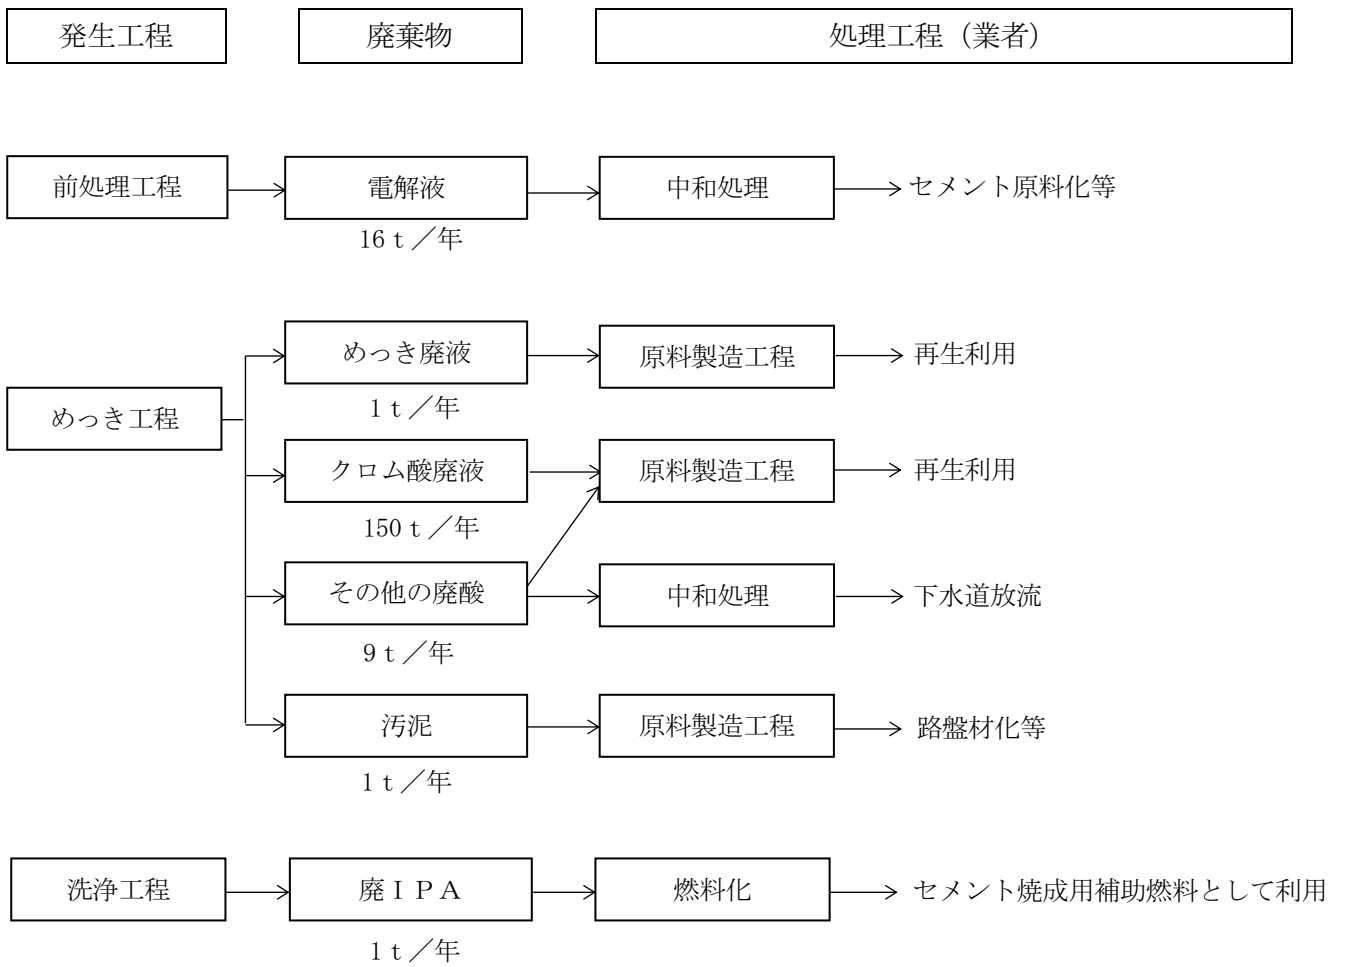 発生工程
廃棄物
処理工程（業者）
前処理工程
電解液
中和処理
セメント原料化等
16ｔ／年
めっき廃液
原料製造工程
再生利用
1ｔ／年
めっき工程
クロム酸廃液
原料製造工程
再生利用
150ｔ／年
その他の廃酸
中和処理
下水道放流
9ｔ／年
汚泥
原料製造工程
路盤材化等
1ｔ／年
洗浄工程
廃ＩＰＡ
燃料化
セメント焼成用補助燃料として利用
1ｔ／年